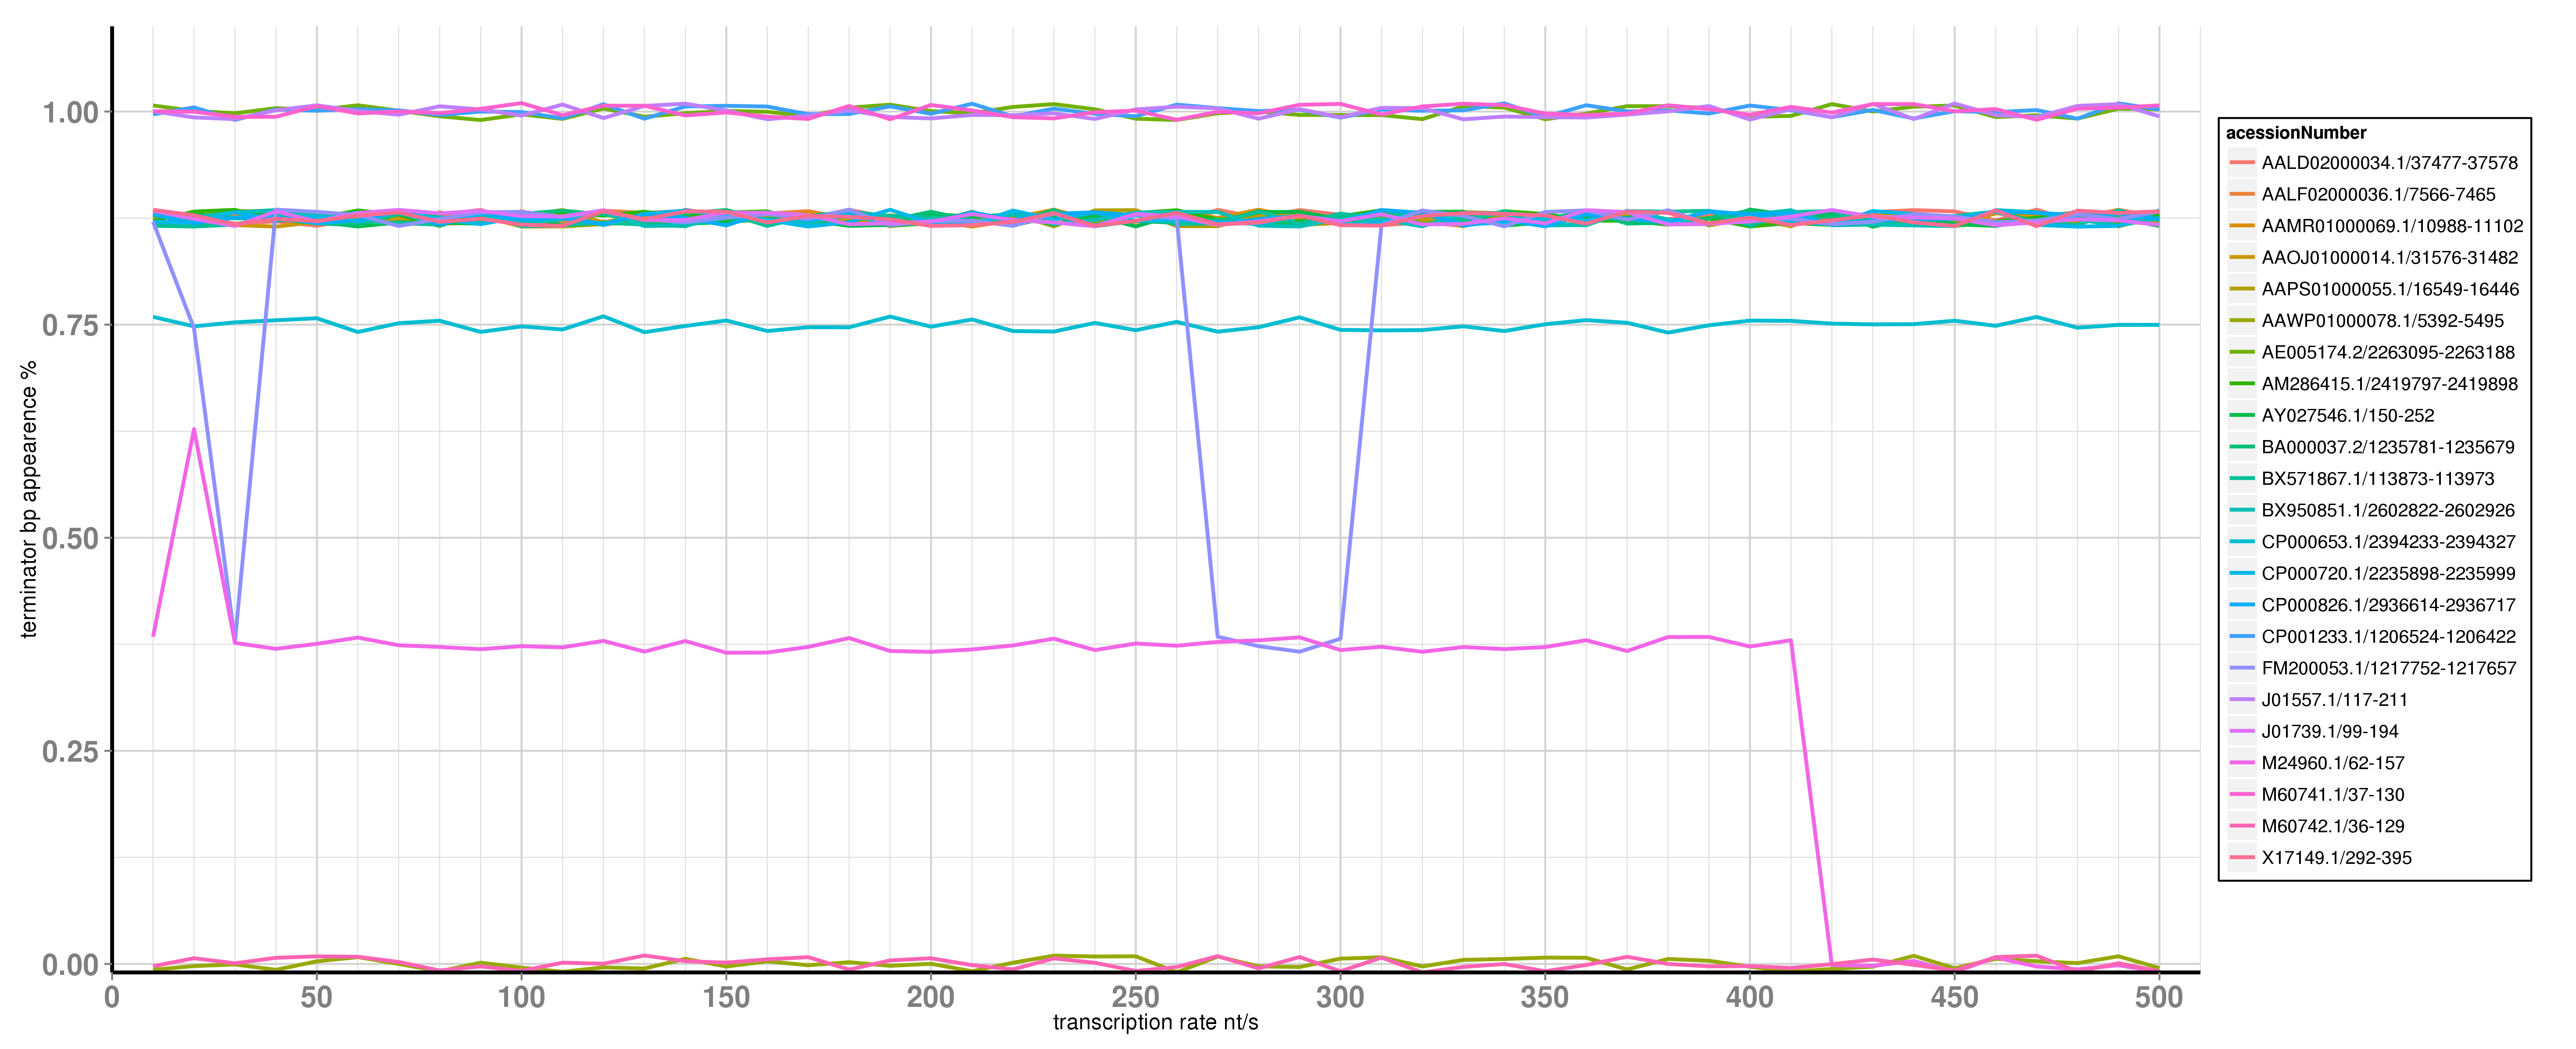 1.00
0.75
0.50
0.25
0.00
terminator bp appearence %
0 50 100 150 200 250 300 350 400 450 500
transcription rate nt/s
acessionNumber
AALD02000034.1/37477-37578
AALF02000036.1/7566-7465
AAMR01000069.1/10988-11102
AAOJ01000014.1/31576-31482
AAPS01000055.1/16549-16446
AAWP01000078.1/5392-5495
AE005174.2/2263095-2263188
AM286415.1/2419797-2419898
AY027546.1/150-252
BA000037.2/1235781-1235679
BX571867.1/113873-113973
BX950851.1/2602822-2602926
CP000653.1/2394233-2394327
CP000720.1/2235898-2235999
CP000826.1/2936614-2936717
CP001233.1/1206524-1206422
FM200053.1/1217752-1217657
J01557.1/117-211
J01739.1/99-194
M24960.1/62-157
M60741.1/37-130
M60742.1/36-129
X17149.1/292-395